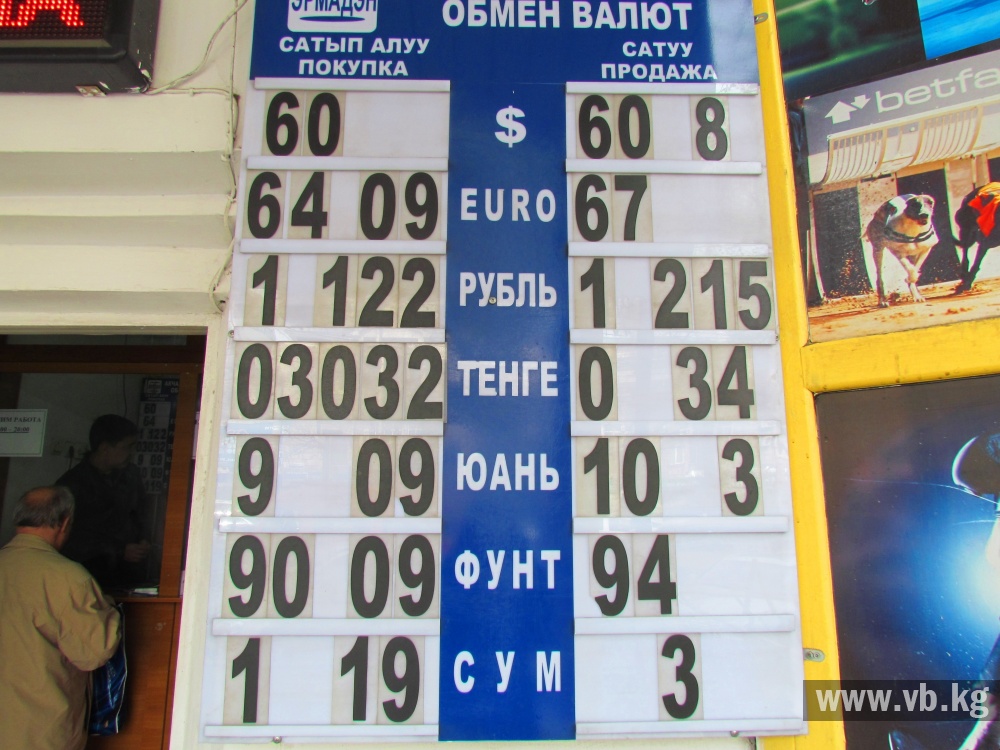 ЭРМАДЭН
ОБМЕН ВАЛЮТ
САТЫП АЛУУ
ПОКУПКА
САТУУ
ПРОДАЖА
60 $ 60 8
64 09 EURO 67
1 122 РУБЛЬ 1 215
03032 ТЕНГЕ 0 34
9 09 ЮАНЬ 10 3
90 09 ФУНТ 94
1 19 СУМ 3
betfa
РАБОТА
www.vb.kg